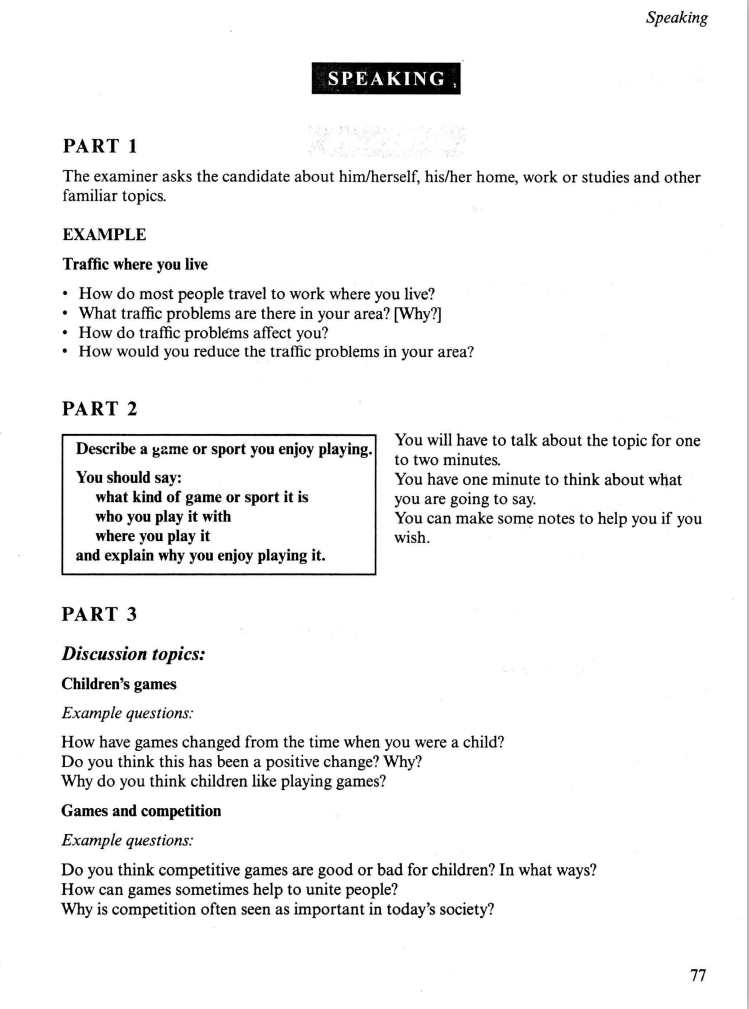 Speaking
SPEAKING
PART 1
The examiner asks the candidate about him/herself, his/her home, work or studies and other
familiar topics.
EXAMPLE
Traffic where you live
• How do most people travel to work where you live?
• What traffic problems are there in your area? [Why?]
• How do traffic problems affect you?
• How would you reduce the traffic problems in your area?
PART 2
Describe a game or sport you enjoy playing.
You should say:
what kind of game or sport it is
who you play it with
where you play it
and explain why you enjoy playing it.
You will have to talk about the topic for one
to two minutes.
You have one minute to think about what
you are going to say.
You can make some notes to help you if you
wish.
PART 3
Discussion topics:
Children's games
Example questions:
How have games changed from the time when you were a child?
Do you think this has been a positive change? Why?
Why do you think children like playing games?
Games and competition
Example questions:
Do you think competitive games are good or bad for children? In what ways?
How can games sometimes help to unite people?
Why is competition often seen as important in today's society?
77